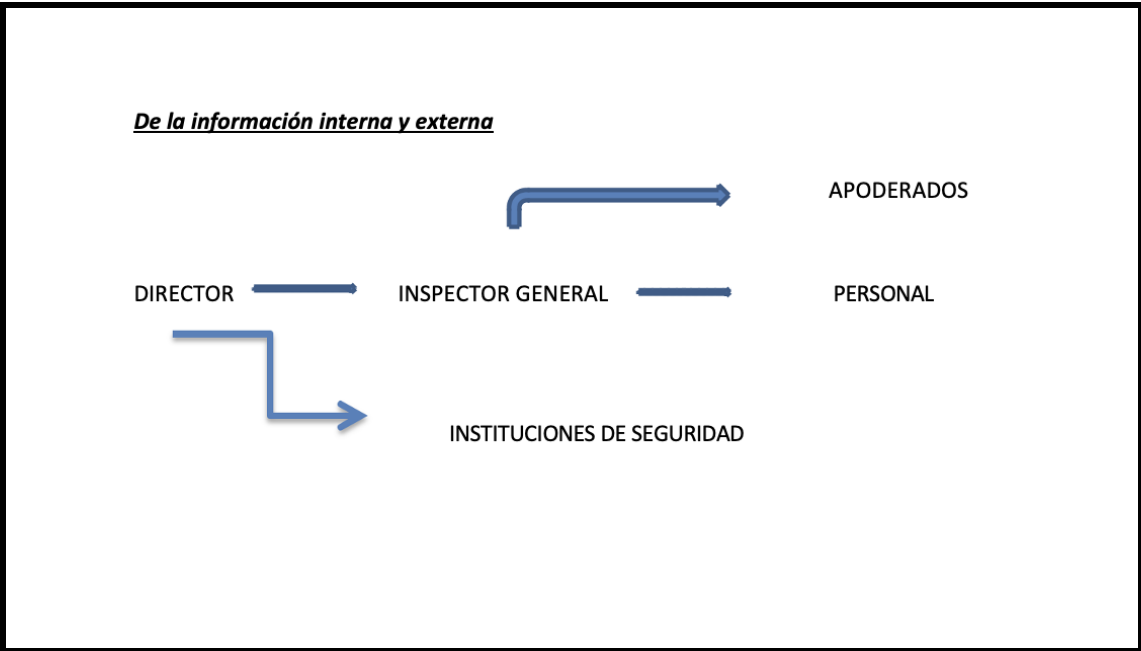 De la información interna y externa
APODERADOS
DIRECTOR
INSPECTOR GENERAL
PERSONAL
INSTITUCIONES DE SEGURIDAD